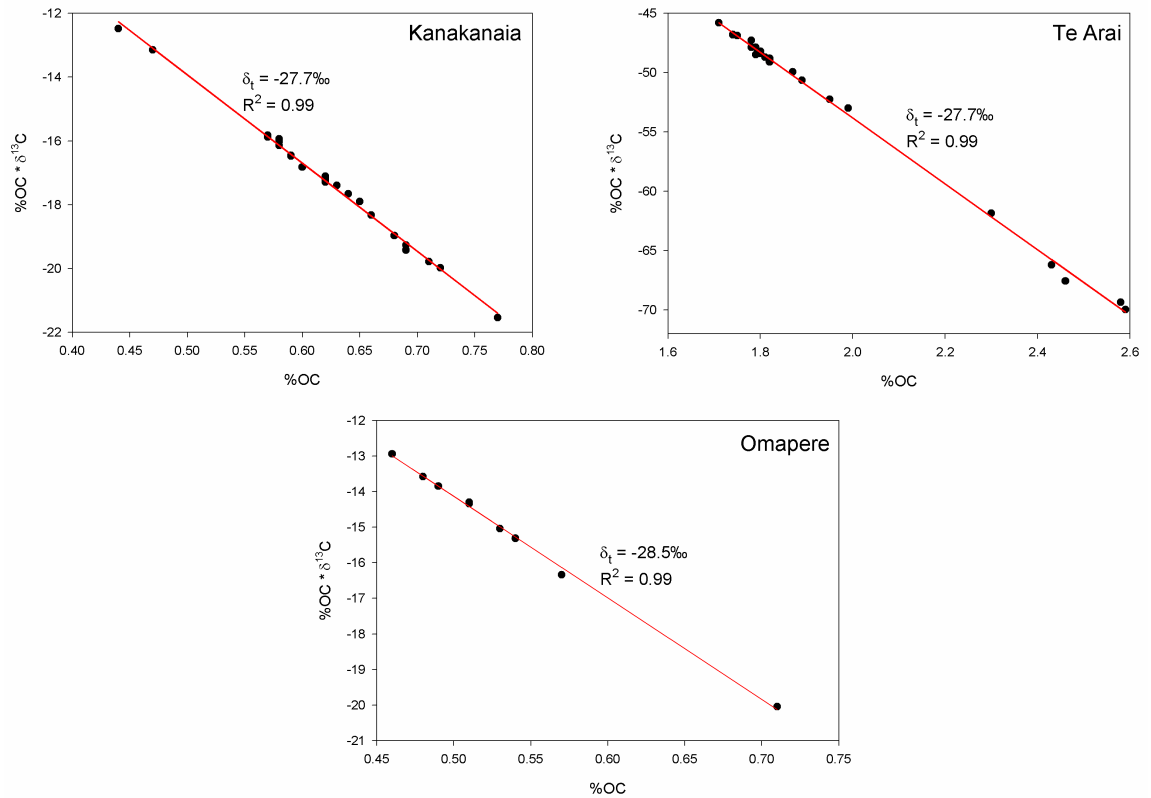 Kanakanaia
δt = -27.7‰
R2 = 0.99
%OC * δ13C
-12
-14
-16
-18
-20
-22
0.40 0.45 0.50 0.55 0.60 0.65 0.70 0.75 0.80
%OC
Te Arai
δt = -27.7‰
R2 = 0.99
%OC * δ13C
-45
-50
-55
-60
-65
-70
1.6 1.8 2.0 2.2 2.4 2.6
%OC
Omapere
δt = -28.5‰
R2 = 0.99
%OC * δ13C
-12
-13
-14
-15
-16
-17
-18
-19
-20
-21
0.45 0.50 0.55 0.60 0.65 0.70 0.75
%OC